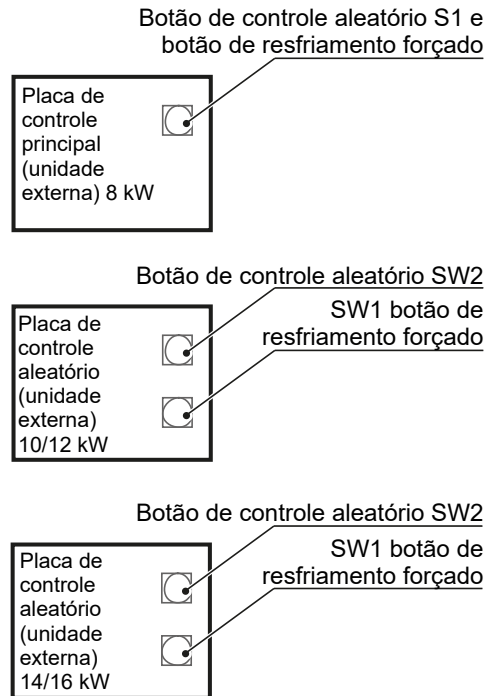 Botão de controle aleatório S1 e
botão de resfriamento forçado
Placa de
controle
principal
(unidade
externa) 8 kW
Botão de controle aleatório SW2
SW1 botão de
resfriamento forçado
Placa de
controle
aleatório
(unidade
externa)
10/12 kW
Botão de controle aleatório SW2
SW1 botão de
resfriamento forçado
Placa de
controle
aleatório
(unidade
externa)
14/16 kW